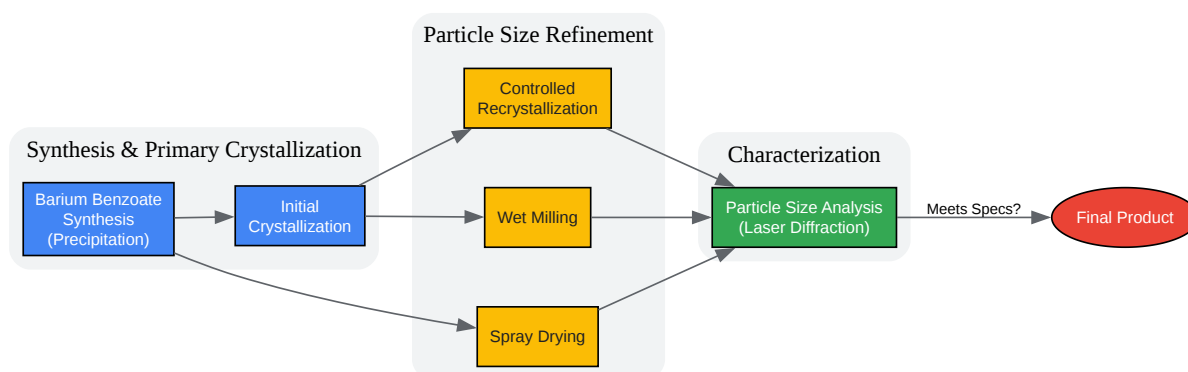 Particle Size Refinement
Controlled
Recrystallization
Synthesis & Primary Crystallization
Characterization
Barium Benzoate
Synthesis
(Precipitation)
Initial
Crystallization
Wet Milling
Particle Size Analysis
(Laser Diffraction)
Meets Specs?
Final Product
Spray Drying